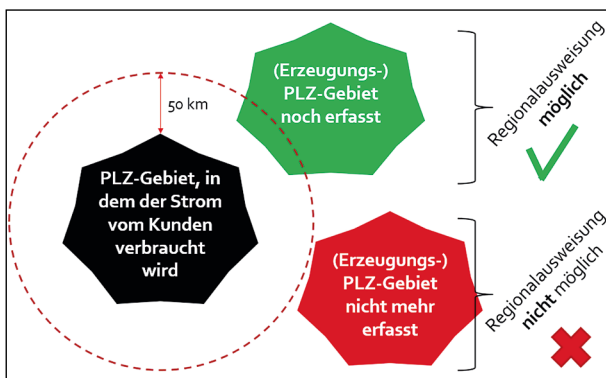 (Erzeugungs-)
PLZ-Gebiet
noch erfasst
Regionalausweisung
möglich
50 km
PLZ-Gebiet, in
dem der Strom
vom Kunden
verbraucht
wird
(Erzeugungs-)
PLZ-Gebiet
nicht mehr
erfasst
Regionalausweisung
nicht möglich